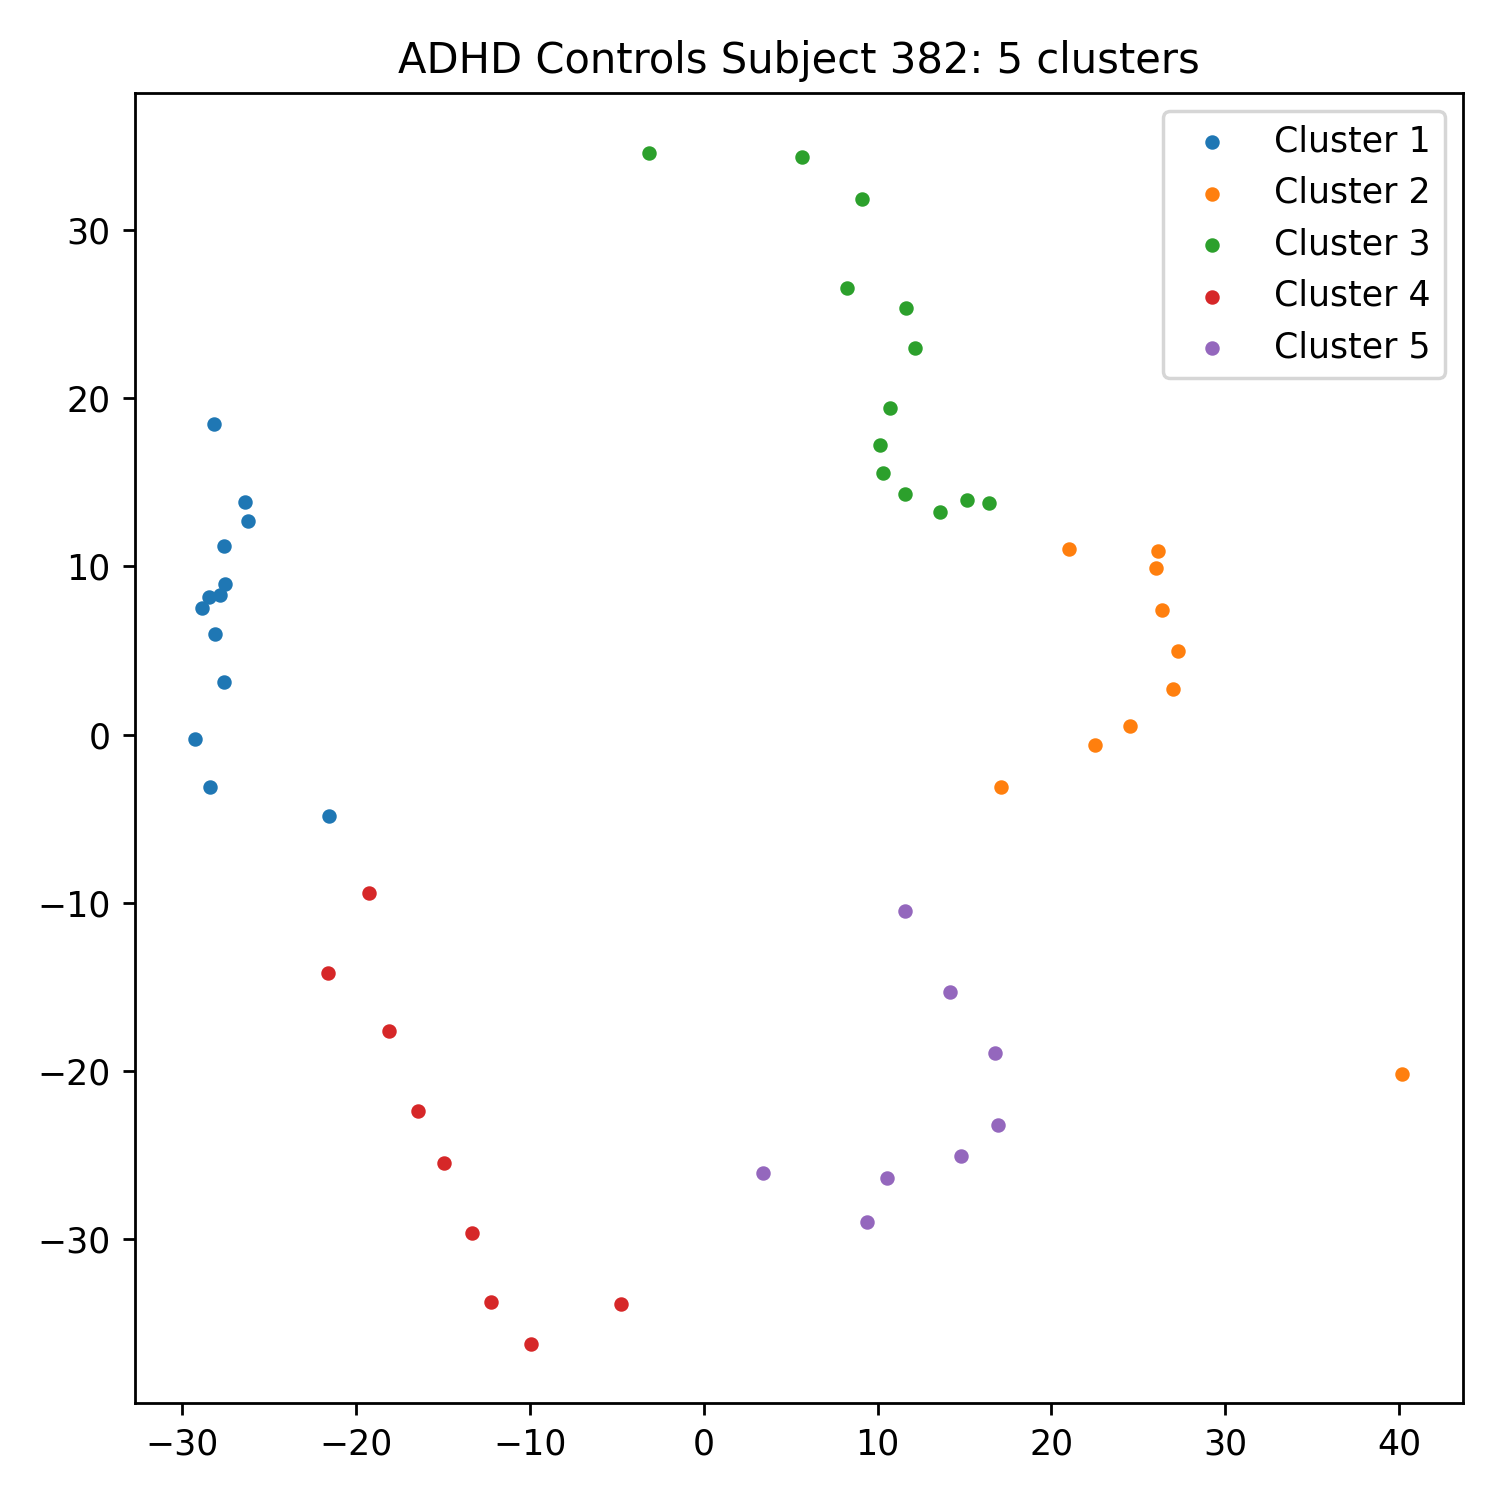 ADHD Controls Subject 382: 5 clusters
Cluster 1
Cluster 2
Cluster 3
Cluster 4
Cluster 5
30
20
10
0
−10
−20
−30
−30 −20 −10 0 10 20 30 40